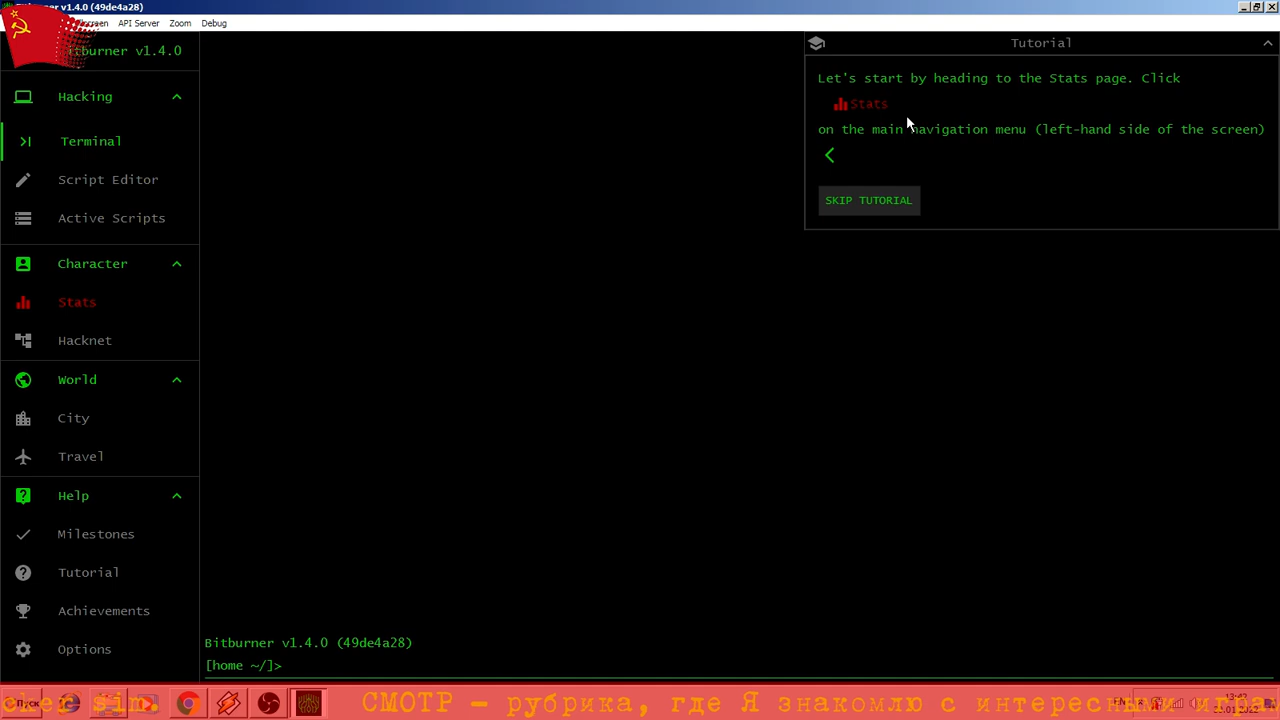 Bitburner v1.4.0 (49de4a28)
API Server Zoom Debug
v1.4.0
Hacking
Terminal
Script Editor
Active Scripts
Character
Stats
Hacknet
World
City
Travel
Help
Milestones
Tutorial
Achievements
Options
Tutorial
Let's start by heading to the Stats page. Click
Stats
on the main navigation menu (left-hand side of the screen)
SKIP TUTORIAL
Bitburner v1.4.0 (49de4a28)
[home ~/]>
СМОТР — рубрика, где Я знакомлю с интересными